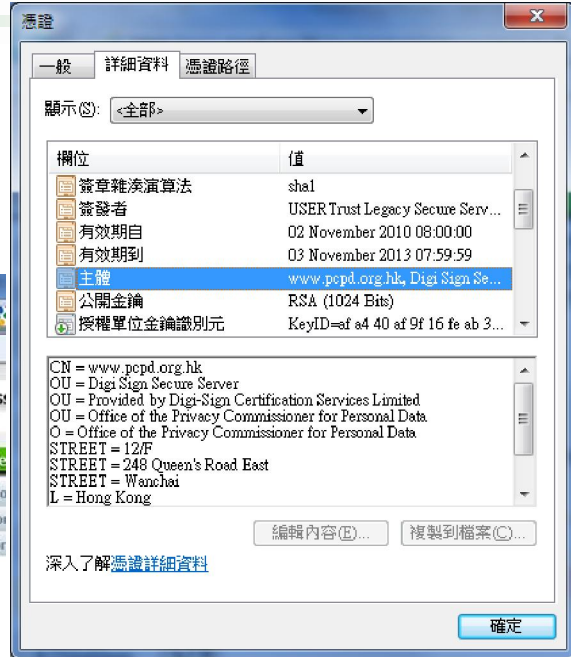 憑證
一般 詳細資料 憑證路徑
顯示(S): <全部>
欄位 值
簽章雜湊演算法 sha1
簽發者 USERTrust Legacy Secure Serv...
有效期自 02 November 2010 08:00:00
有效期到 03 November 2013 07:59:59
主體 www.pcpd.org.hk, Digi Sign Se...
公開金鑰 RSA (1024 Bits)
授權單位金鑰識別元 KeyID=af a4 40 af 9f 16 fe ab 3...
CN = www.pcpd.org.hk
OU = Digi Sign Secure Server
OU = Provided by Digi-Sign Certification Services Limited
OU = Office of the Privacy Commissioner for Personal Data
O = Office of the Privacy Commissioner for Personal Data
STREET = 12/F
STREET = 248 Queen's Road East
STREET = Wanchai
L = Hong Kong
編輯內容(E)... 複製到檔案(C)...
深入了解憑證詳細資料
確定